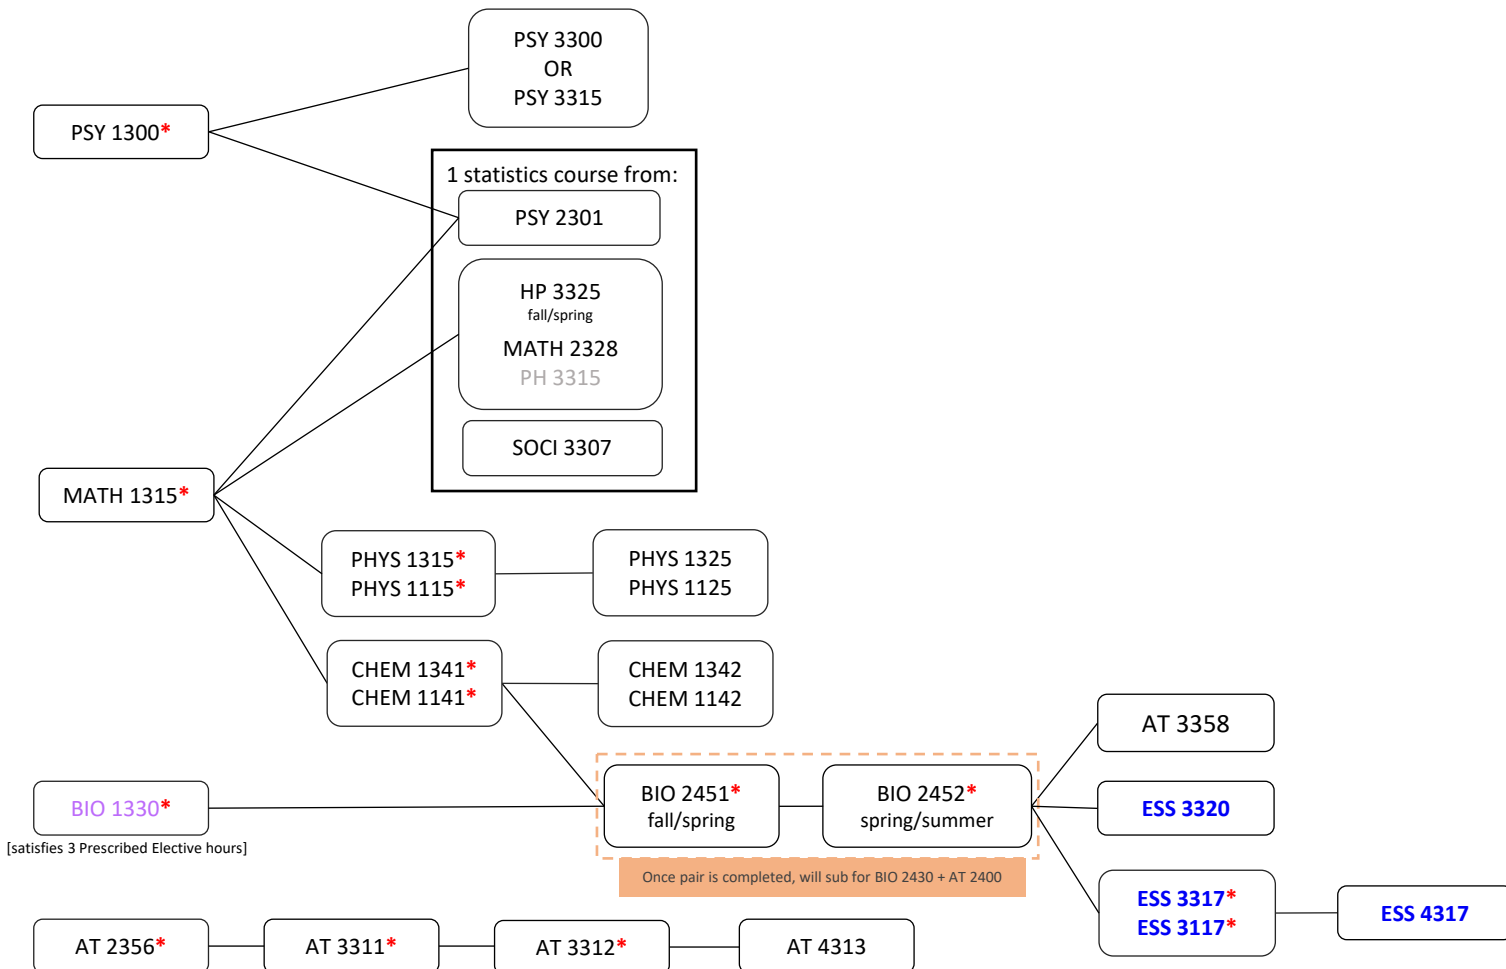 PSY 3300
OR
PSY 3315
PSY 1300*
1 statistics course from:
PSY 2301
HP 3325
fall/spring
MATH 2328
PH 3315
SOCI 3307
MATH 1315*
PHYS 1315*
PHYS 1115*
PHYS 1325
PHYS 1125
CHEM 1341*
CHEM 1141*
CHEM 1342
CHEM 1142
AT 3358
BIO 1330*
[satisfies 3 Prescribed Elective hours]
BIO 2451*
fall/spring
BIO 2452*
spring/summer
ESS 3320
Once pair is completed, will sub for BIO 2430 + AT 2400
ESS 3317*
ESS 3117*
ESS 4317
AT 2356*
AT 3311*
AT 3312*
AT 4313